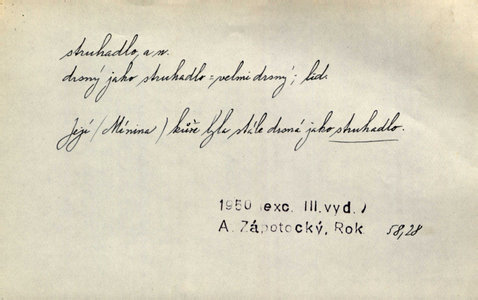 struhadlo, a n.
drsný jako struhadlo = velmi drsný; lid.
Její (Mínina) kůže byla stále drsná jako struhadlo.
1950 (exc. III. vyd.)
A. Zápotocký, Rok 58,28